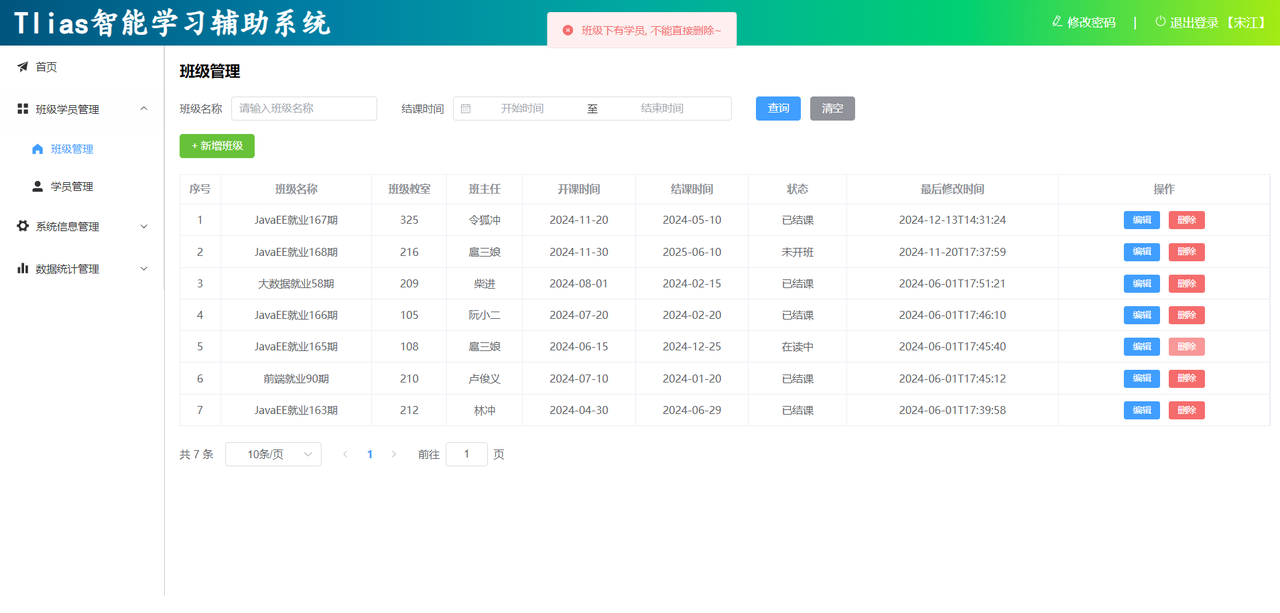 Tlias智能学习辅助系统
班级下有学员, 不能直接删除~
修改密码 | 退出登录 【宋江】
首页
班级学员管理
班级管理
学员管理
系统信息管理
数据统计管理
班级管理
班级名称 请输入班级名称 结课时间 开始时间 至 结束时间 查询 清空
+ 新增班级
序号 班级名称 班级教室 班主任 开课时间 结课时间 状态 最后修改时间 操作
1 JavaEE就业167期 325 令狐冲 2024-11-20 2024-05-10 已结课 2024-12-13T14:31:24 编辑 删除
2 JavaEE就业168期 216 扈三娘 2024-11-30 2025-06-10 未开班 2024-11-20T17:37:59 编辑 删除
3 大数据就业58期 209 柴进 2024-08-01 2024-02-15 已结课 2024-06-01T17:51:21 编辑 删除
4 JavaEE就业166期 105 阮小二 2024-07-20 2024-02-20 已结课 2024-06-01T17:46:10 编辑 删除
5 JavaEE就业165期 108 扈三娘 2024-06-15 2024-12-25 在读中 2024-06-01T17:45:40 编辑 删除
6 前端就业90期 210 卢俊义 2024-07-10 2024-01-20 已结课 2024-06-01T17:45:12 编辑 删除
7 JavaEE就业163期 212 林冲 2024-04-30 2024-06-29 已结课 2024-06-01T17:39:58 编辑 删除
共 7 条 10条/页 1 前往 1 页